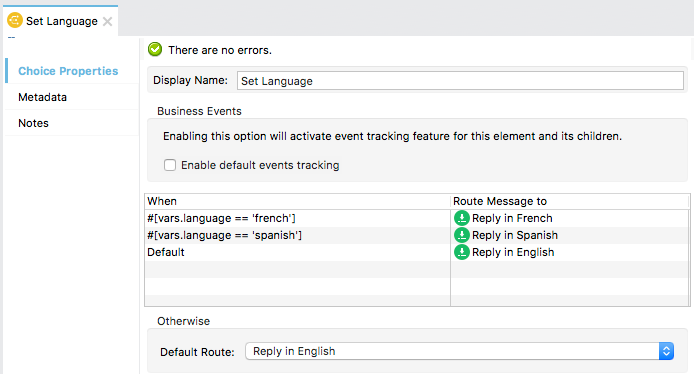 Set Language
--
Choice Properties
Metadata
Notes
There are no errors.
Display Name: Set Language
Business Events
Enabling this option will activate event tracking feature for this element and its children.
Enable default events tracking
When Route Message to
#[vars.language == 'french'] Reply in French
#[vars.language == 'spanish'] Reply in Spanish
Default Reply in English
Otherwise
Default Route: Reply in English